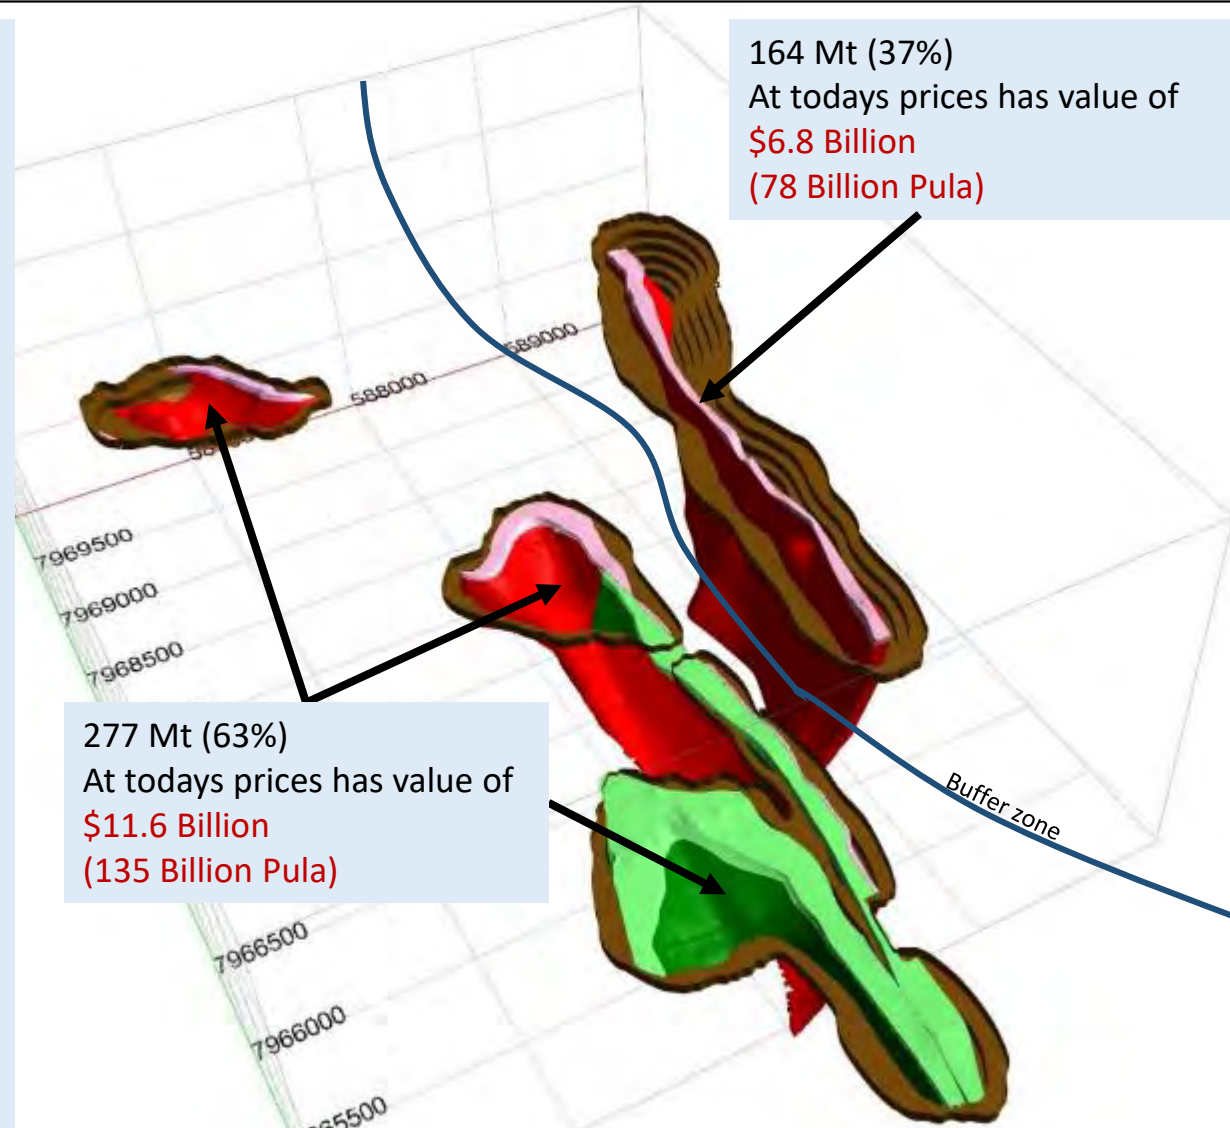 164 Mt (37%)
At todays prices has value of
$6.8 Billion
(78 Billion Pula)
589000
588000
7969500
7969000
7968500
277 Mt (63%)
At todays prices has value of
$11.6 Billion
(135 Billion Pula)
Buffer zone
7966500
7966000